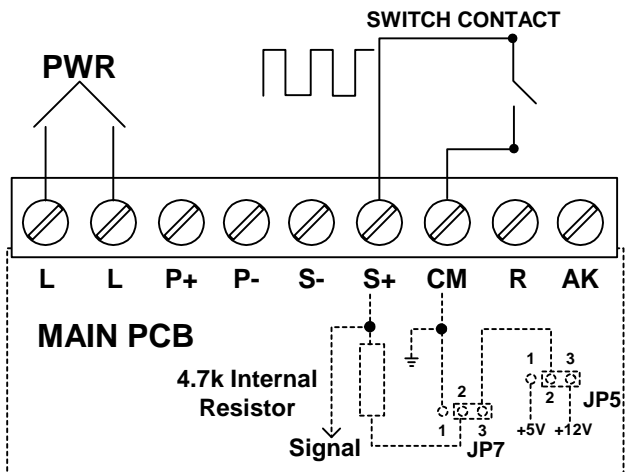 SWITCH CONTACT
PWR
L L P+ P- S- S+ CM R AK
MAIN PCB
4.7k Internal
Resistor
Signal
1 2 3
JP7
1 2 3
JP5
+5V +12V